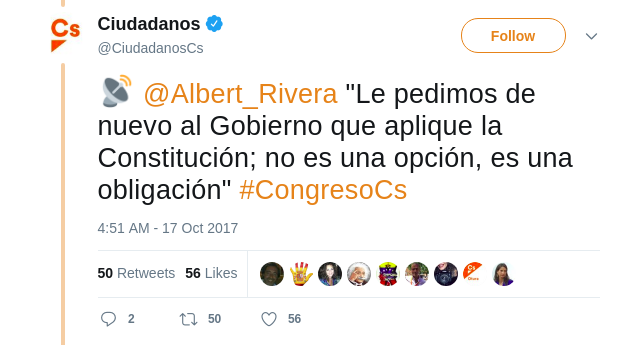 Cs
Ciudadanos
@CiudadanosCs
Follow
@Albert_Rivera "Le pedimos de
nuevo al Gobierno que aplique la
Constitución; no es una opción, es una
obligación" #CongresoCs
4:51 AM - 17 Oct 2017
50 Retweets 56 Likes
2 50 56